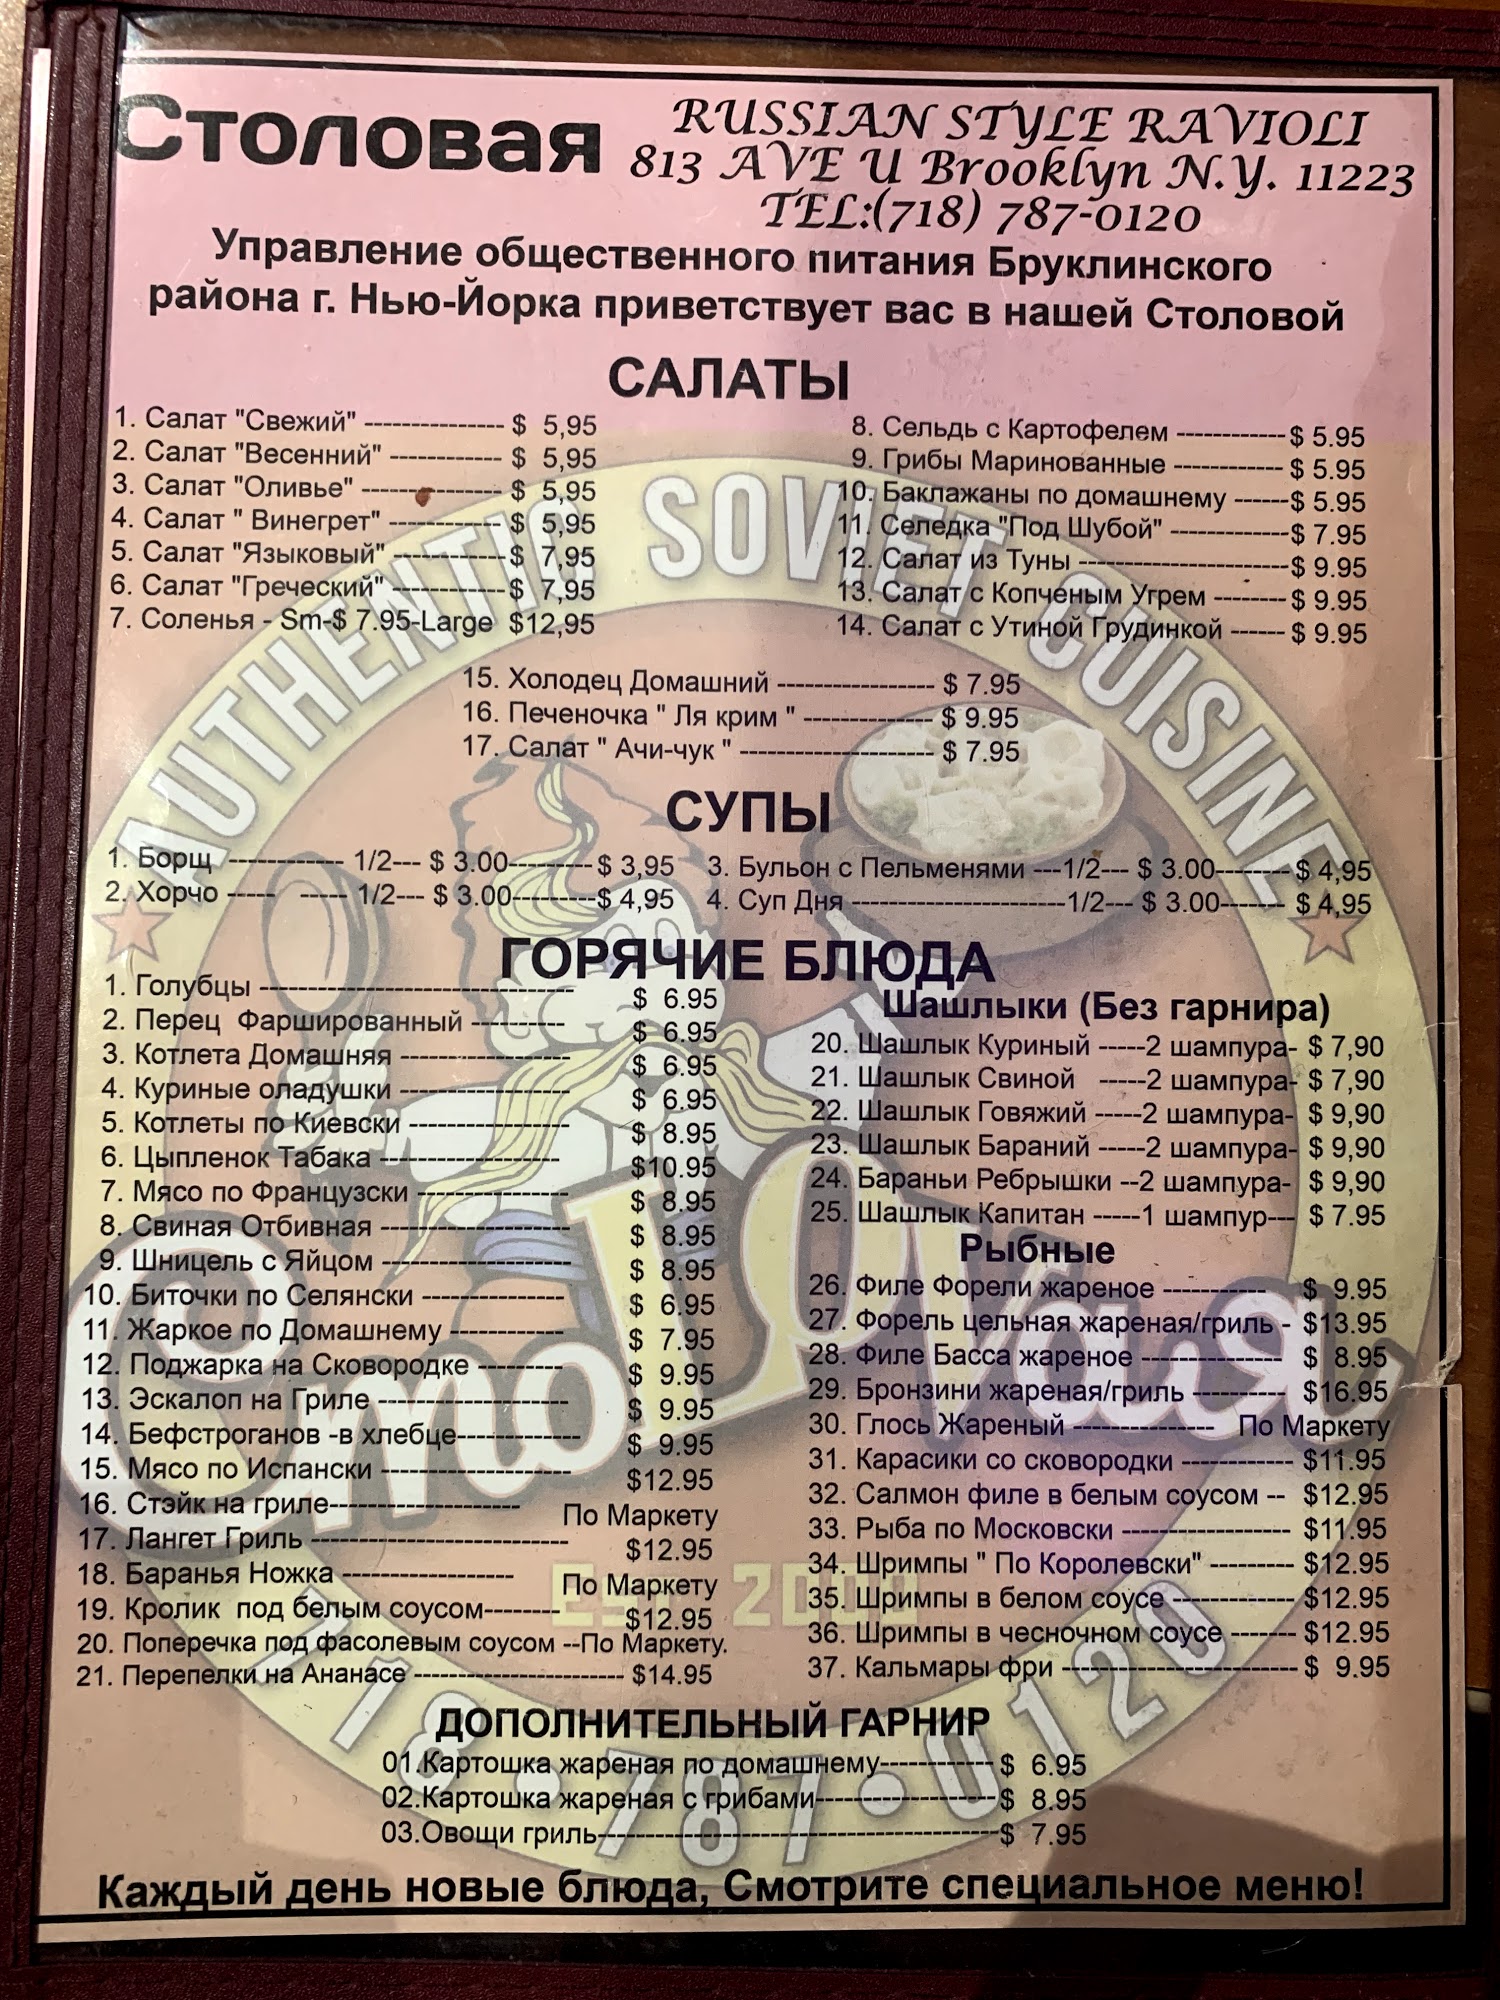 Столовая
RUSSIAN STYLE RAVIOLI
813 AVE U Brooklyn N.Y. 11223
TEL:(718) 787-0120
Управление общественного питания Бруклинского
района г. Нью-Йорка приветствует вас в нашей Столовой
САЛАТЫ
1. Салат "Свежий" --------------- $ 5,95
2. Салат "Весенний" ------------ $ 5,95
3. Салат "Оливье" --------------- $ 5,95
4. Салат " Винегрет" ------------ $ 5,95
5. Салат "Языковый" ------------ $ 7,95
6. Салат "Греческий" ------------ $ 7,95
7. Соленья - Sm-$ 7.95-Large $12,95
8. Сельдь с Картофелем ------------ $ 5.95
9. Грибы Маринованные ------------ $ 5.95
10. Баклажаны по домашнему ------$ 5.95
11. Селедка "Под Шубой" -------------$ 7.95
12. Салат из Туны -----------------------$ 9.95
13. Салат с Копченым Угрем --------$ 9.95
14. Салат с Утиной Грудинкой ------ $ 9.95
15. Холодец Домашний ----------------- $ 7.95
16. Печеночка " Ля крим " -------------- $ 9.95
17. Салат " Ачи-чук " --------------------- $ 7.95
СУПЫ
1. Борщ ------------ 1/2--- $ 3.00---------$ 3,95
2. Хорчо ----- ----- 1/2--- $ 3.00---------$ 4,95
3. Бульон с Пельменями ---1/2--- $ 3.00--------$ 4,95
4. Суп Дня -----------------------1/2--- $ 3.00------- $ 4,95
ГОРЯЧИЕ БЛЮДА
1. Голубцы ---------------------------------- $ 6.95
2. Перец Фаршированный ---------- $ 6.95
3. Котлета Домашняя ------------------ $ 6.95
4. Куриные оладушки ------------------ $ 6.95
5. Котлеты по Киевски ----------------- $ 8.95
6. Цыпленок Табака -------------------- $10.95
7. Мясо по Французски ---------------- $ 8.95
8. Свиная Отбивная -------------------- $ 8.95
9. Шницель с Яйцом -------------------- $ 8.95
10. Биточки по Селянски --------------- $ 6.95
11. Жаркое по Домашнему ------------ $ 7.95
12. Поджарка на Сковородке --------- $ 9.95
13. Эскалоп на Гриле -------------------- $ 9.95
14. Бефстроганов -в хлебце------------- $ 9.95
15. Мясо по Испански -------------------- $12.95
16. Стэйк на гриле-------------------- По Маркету
17. Лангет Гриль --------------------------- $12.95
18. Баранья Ножка ------------------ По Маркету
19. Кролик под белым соусом-------- $12.95
20. Поперечка под фасолевым соусом --По Маркету.
21. Перепелки на Ананасе ---------------------- $14.95
Шашлыки (Без гарнира)
20. Шашлык Куриный -----2 шампура- $ 7,90
21. Шашлык Свиной -----2 шампура- $ 7,90
22. Шашлык Говяжий -----2 шампура- $ 9,90
23. Шашлык Бараний -----2 шампура- $ 9,90
24. Бараньи Ребрышки --2 шампура- $ 9,90
25. Шашлык Капитан -----1 шампур--- $ 7.95
Рыбные
26. Филе Форели жареное ----------- $ 9.95
27. Форель цельная жареная/гриль - $13.95
28. Филе Басса жареное --------------- $ 8.95
29. Бронзини жареная/гриль ---------- $16.95
30. Глось Жареный --------------- По Маркету
31. Карасики со сковородки ------------ $11.95
32. Салмон филе в белым соусом -- $12.95
33. Рыба по Московски ------------------ $11.95
34. Шримпы " По Королевски" --------- $12.95
35. Шримпы в белом соусе ------------- $12.95
36. Шримпы в чесночном соусе ------- $12.95
37. Кальмары фри ------------------------- $ 9.95
ДОПОЛНИТЕЛЬНЫЙ ГАРНИР
01.Картошка жареная по домашнему------------ $ 6.95
02.Картошка жареная с грибами------------------- $ 8.95
03.Овощи гриль------------------------------------------- $ 7.95
Каждый день новые блюда, Смотрите специальное меню!
AUTHENTIC SOVIET CUISINE
СтоLOVая
718 • 787 • 0120